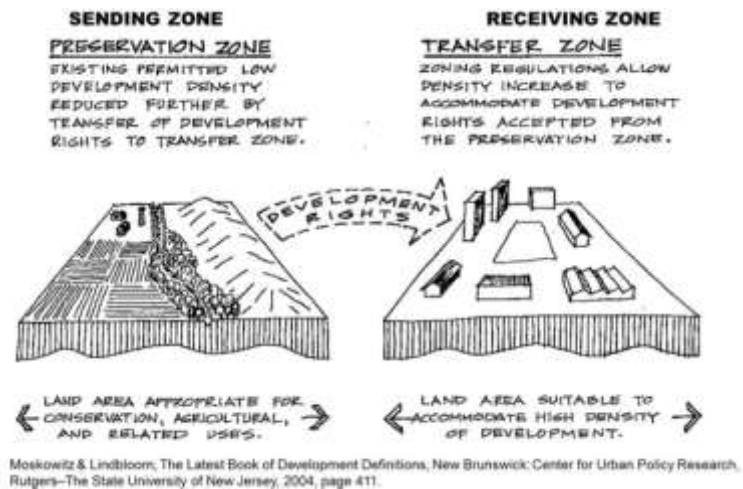 SENDING ZONE
PRESERVATION ZONE
EXISTING PERMITTED LOW
DEVELOPMENT DENSITY
REDUCED FURTHER BY
TRANSFER OF DEVELOPMENT
RIGHTS TO TRANSFER ZONE.
RECEIVING ZONE
TRANSFER ZONE
ZONING REGULATIONS ALLOW
DENSITY INCREASE TO
ACCOMMODATE DEVELOPMENT
RIGHTS ACCEPTED FROM
THE PRESERVATION ZONE.
DEVELOPMENT
RIGHTS
LAND AREA APPROPRIATE FOR
CONSERVATION, AGRICULTURAL,
AND RELATED USES.
LAND AREA SUITABLE TO
ACCOMMODATE HIGH DENSITY
OF DEVELOPMENT.
Moskowitz & Lindbloom; The Latest Book of Development Definitions, New Brunswick: Center for Urban Policy Research,
Rutgers–The State University of New Jersey, 2004, page 411.